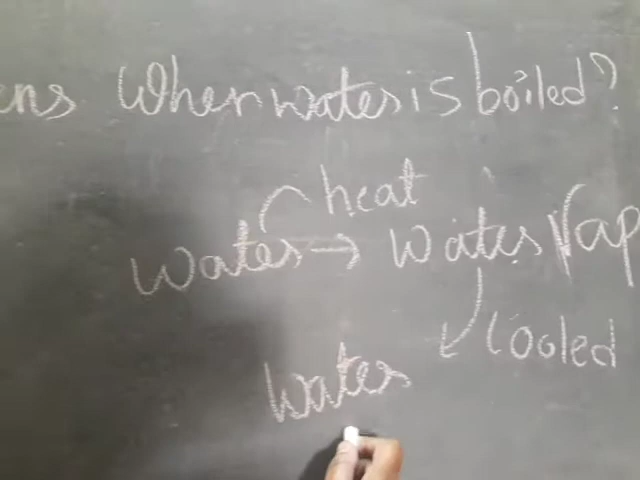 ens when water is boiled?
heat
water → water vap
cooled
water